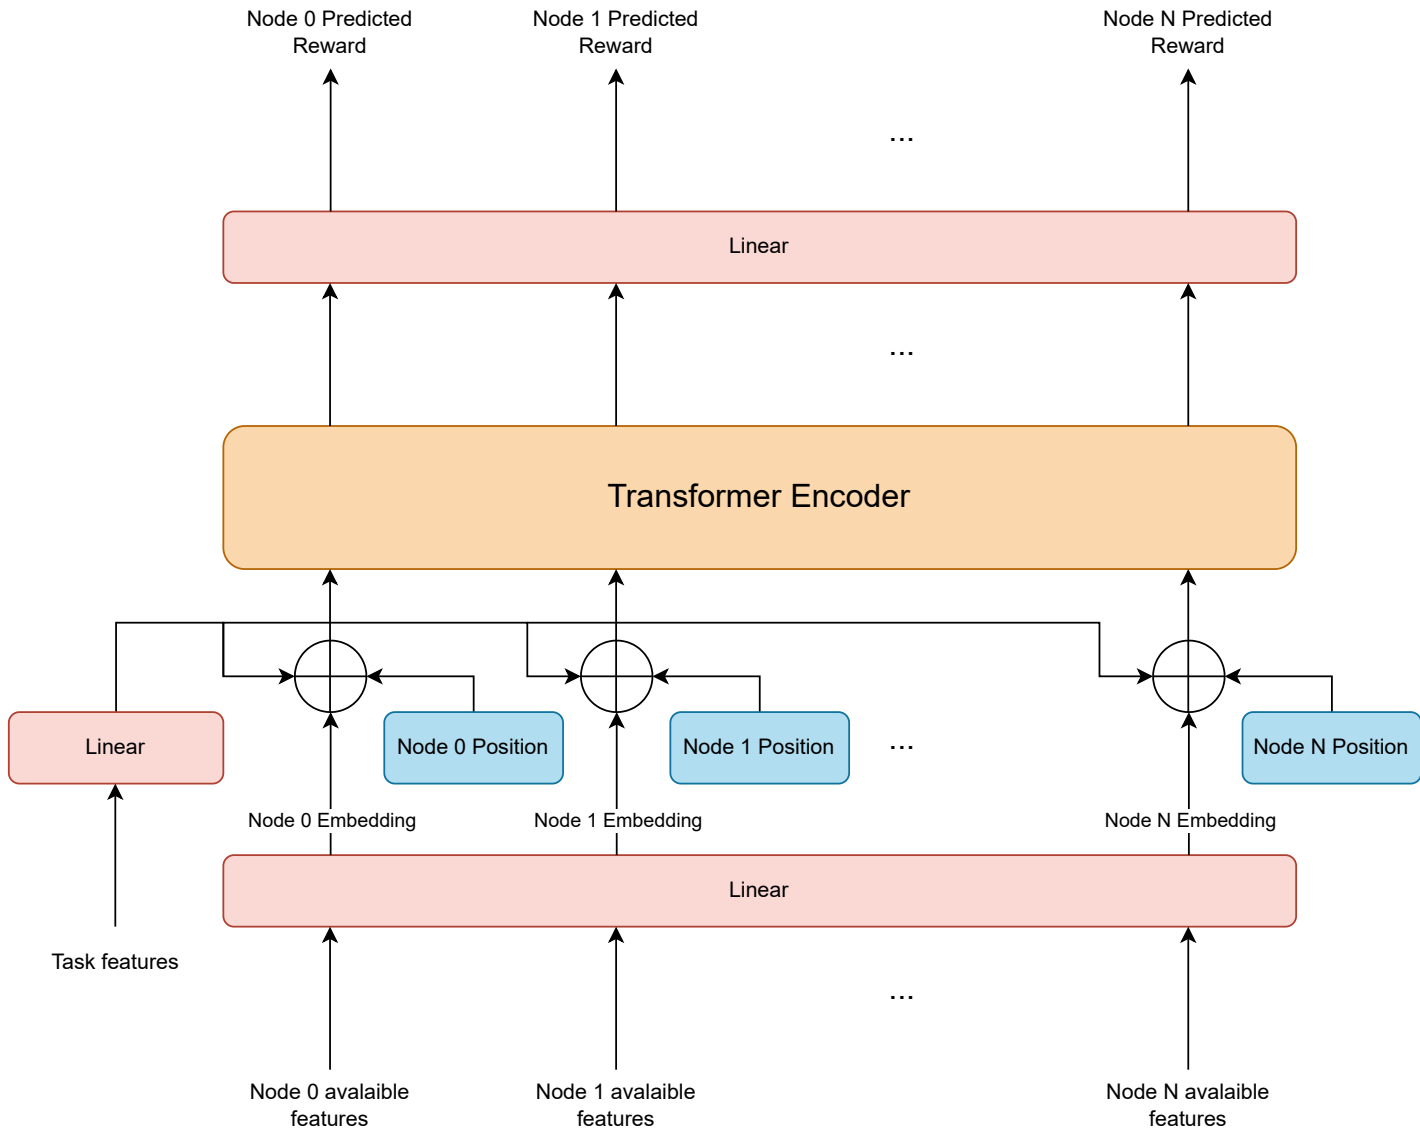 Node 0 Predicted
Reward
Node 1 Predicted
Reward
Node N Predicted
Reward
...
Linear
...
Transformer Encoder
Linear
Node 0 Position
Node 1 Position
...
Node N Position
Node 0 Embedding
Node 1 Embedding
Node N Embedding
Linear
Task features
...
Node 0 avalaible
features
Node 1 avalaible
features
Node N avalaible
features